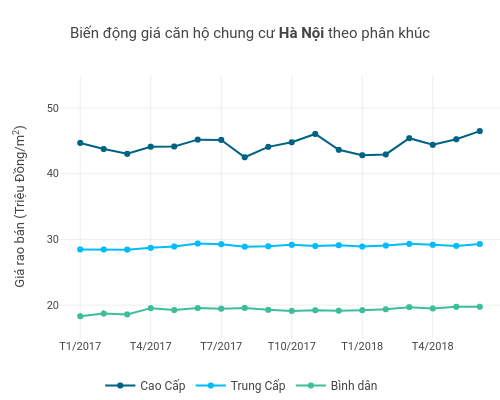 Biến động giá căn hộ chung cư Hà Nội theo phân khúc
Giá rao bán (Triệu Đồng/m²)
50
40
30
20
T1/2017 T4/2017 T7/2017 T10/2017 T1/2018 T4/2018
Cao Cấp Trung Cấp Bình dân